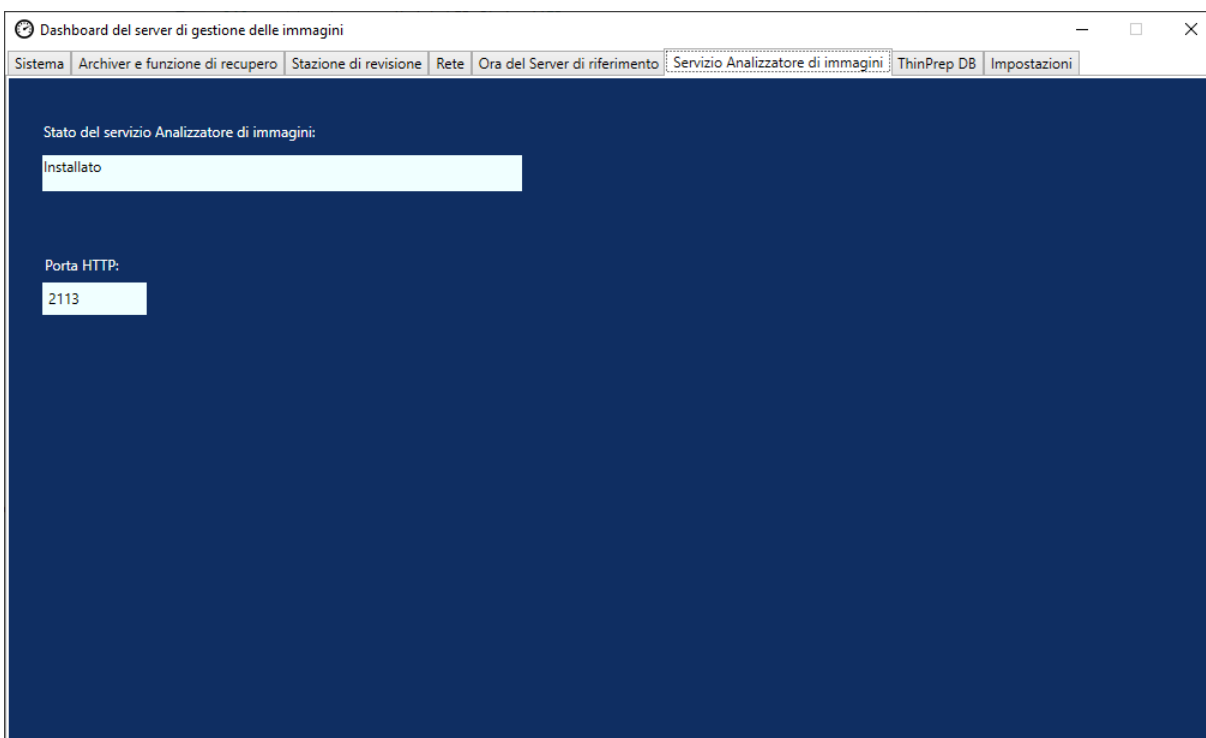 Dashboard del server di gestione delle immagini
Sistema Archiver e funzione di recupero Stazione di revisione Rete Ora del Server di riferimento Servizio Analizzatore di immagini ThinPrep DB Impostazioni
Stato del servizio Analizzatore di immagini:
Installato
Porta HTTP:
2113